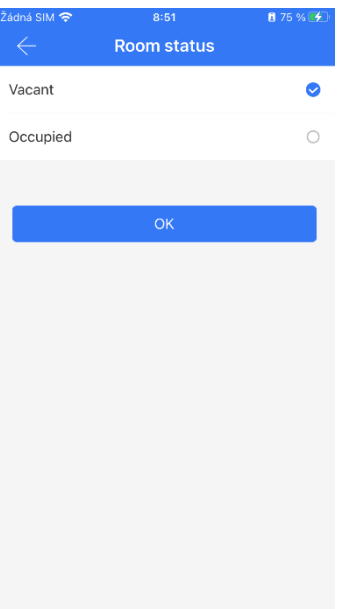 Žádná SIM 8:51 75 %
Room status
Vacant
Occupied
OK